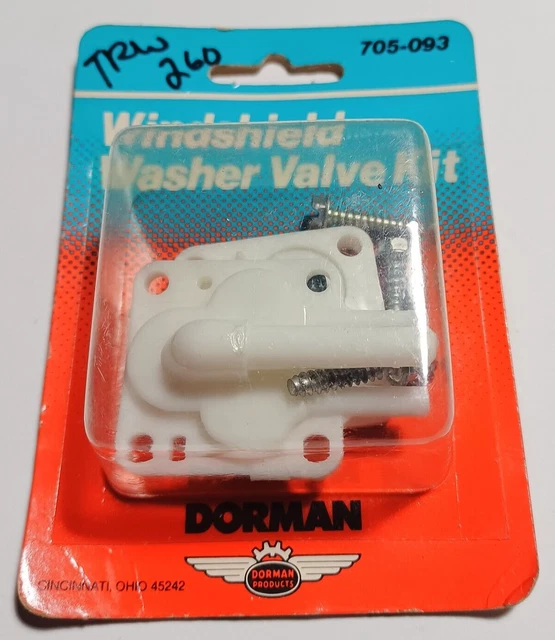 TRW
260
705-093
Windshield
Washer Valve Kit
DORMAN
DORMAN
PRODUCTS
CINCINNATI, OHIO 45242